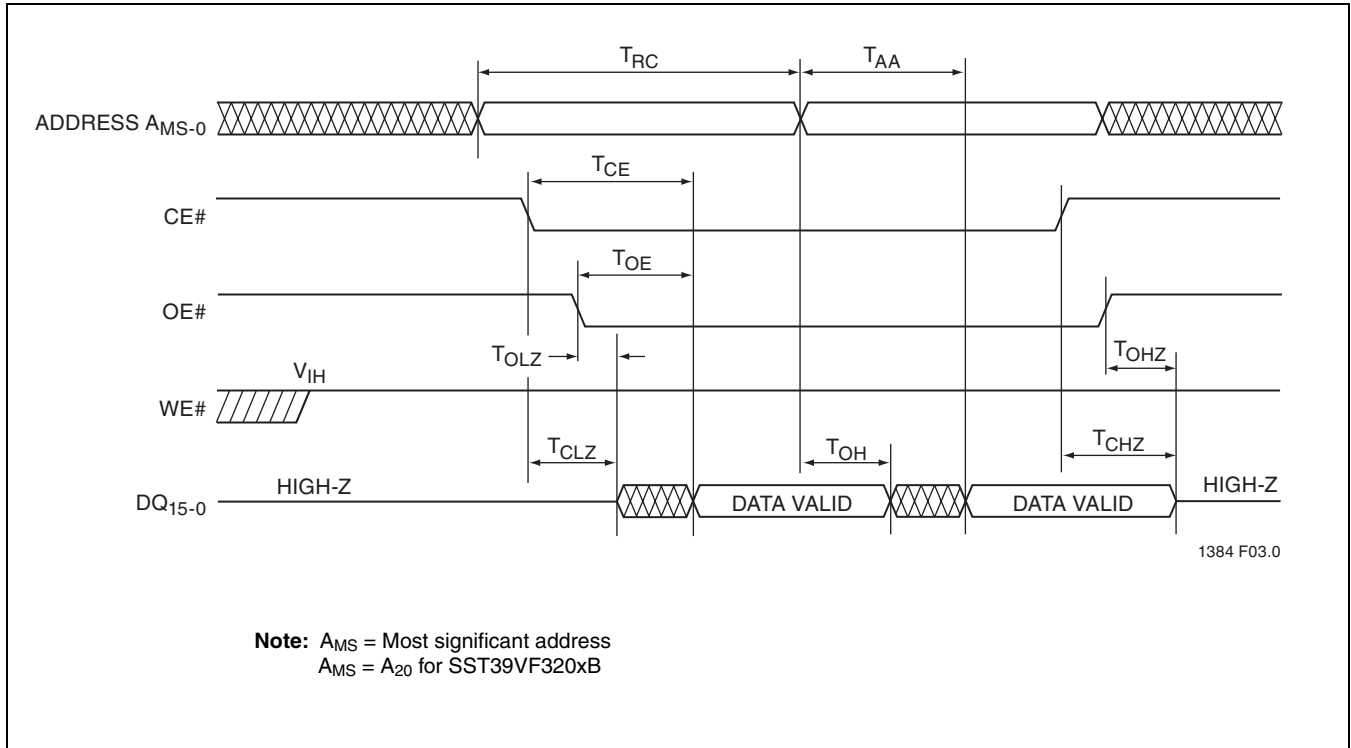 TRC
TAA
ADDRESS AMS-0
TCE
CE#
TOE
OE#
TOLZ
TOHZ
VIH
WE#
TCLZ
TOH
TCHZ
HIGH-Z
HIGH-Z
DQ15-0
DATA VALID
DATA VALID
1384 F03.0
Note: AMS = Most significant address
AMS = A20 for SST39VF320xB